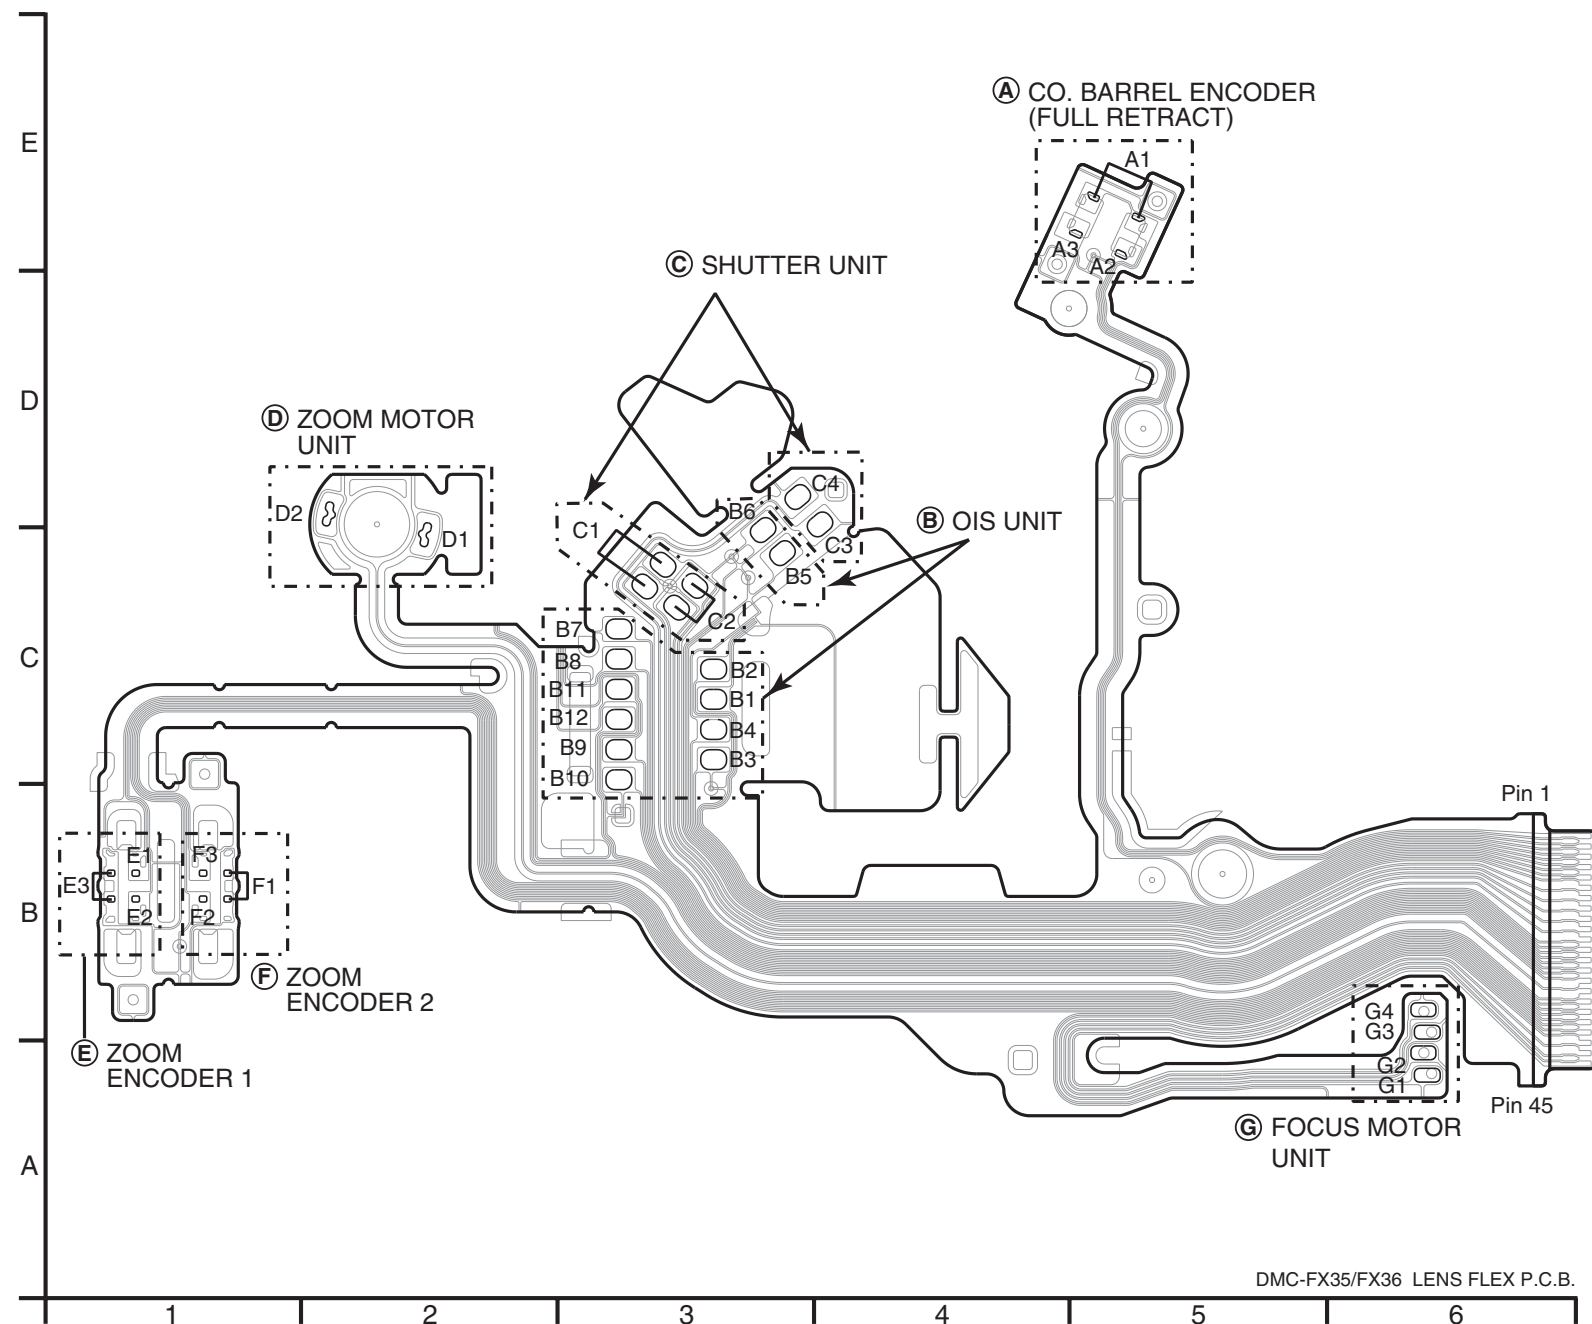 Ⓐ CO. BARREL ENCODER
(FULL RETRACT)
E
A1
A3
A2
Ⓒ SHUTTER UNIT
D
Ⓓ ZOOM MOTOR
UNIT
D2
D1
C1
B6
C4
C3
B5
C2
Ⓑ OIS UNIT
C
B7
B8
B11
B12
B9
B10
B2
B1
B4
B3
Pin 1
E1
F3
E3
F1
B
E2
F2
Ⓕ ZOOM
ENCODER 2
Ⓔ ZOOM
ENCODER 1
G4
G3
G2
G1
Pin 45
Ⓖ FOCUS MOTOR
UNIT
A
DMC-FX35/FX36 LENS FLEX P.C.B.
1 2 3 4 5 6